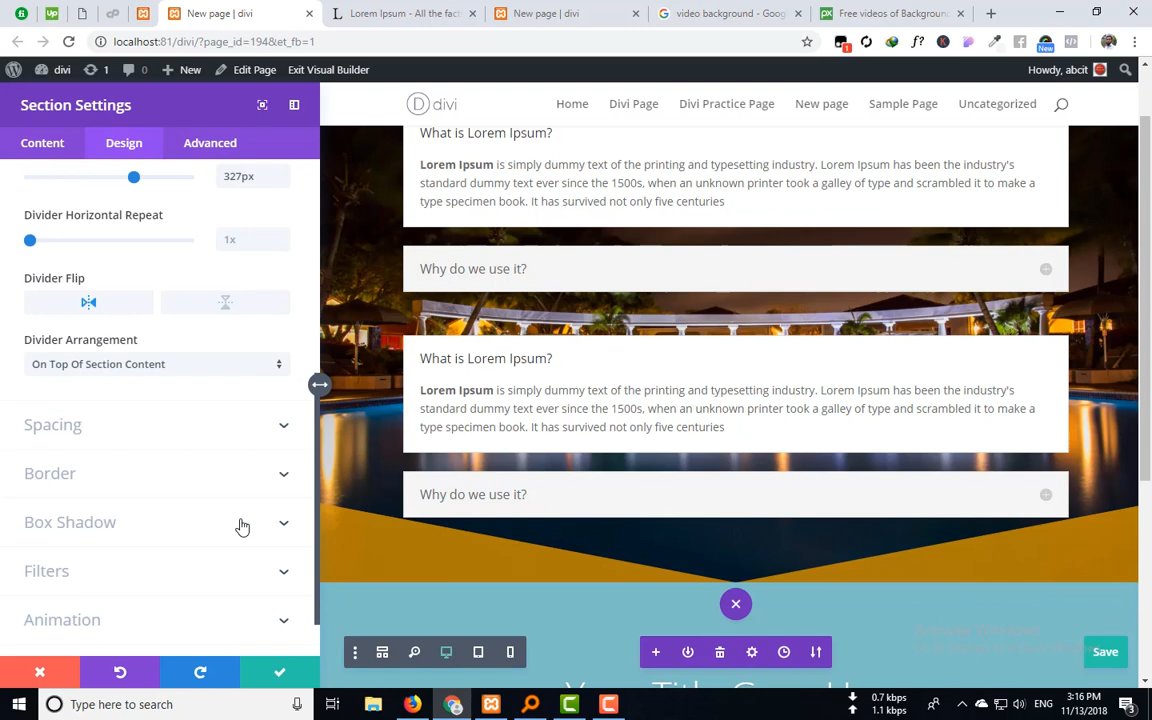 New page | divi
Lorem Ipsum - All the fact
New page | divi
video background - Goog
Free videos of Background
localhost:81/divi/?page_id=194&et_fb=1
New
divi
1
New
Edit Page
Exit Visual Builder
Howdy, abcit
Section Settings
divi
Home
Divi Page
Divi Practice Page
New page
Sample Page
Uncategorized
Content
Design
Advanced
What is Lorem Ipsum?
Lorem Ipsum is simply dummy text of the printing and typesetting industry. Lorem Ipsum has been the industry's
standard dummy text ever since the 1500s, when an unknown printer took a galley of type and scrambled it to make a
type specimen book. It has survived not only five centuries
327px
Divider Horizontal Repeat
1x
Divider Flip
Why do we use it?
Divider Arrangement
On Top Of Section Content
What is Lorem Ipsum?
Lorem Ipsum is simply dummy text of the printing and typesetting industry. Lorem Ipsum has been the industry's
standard dummy text ever since the 1500s, when an unknown printer took a galley of type and scrambled it to make a
type specimen book. It has survived not only five centuries
Spacing
Border
Why do we use it?
Box Shadow
Filters
Animation
Save
Type here to search
0.7 kbps
1.1 kbps
ENG
3:16 PM
11/13/2018
3